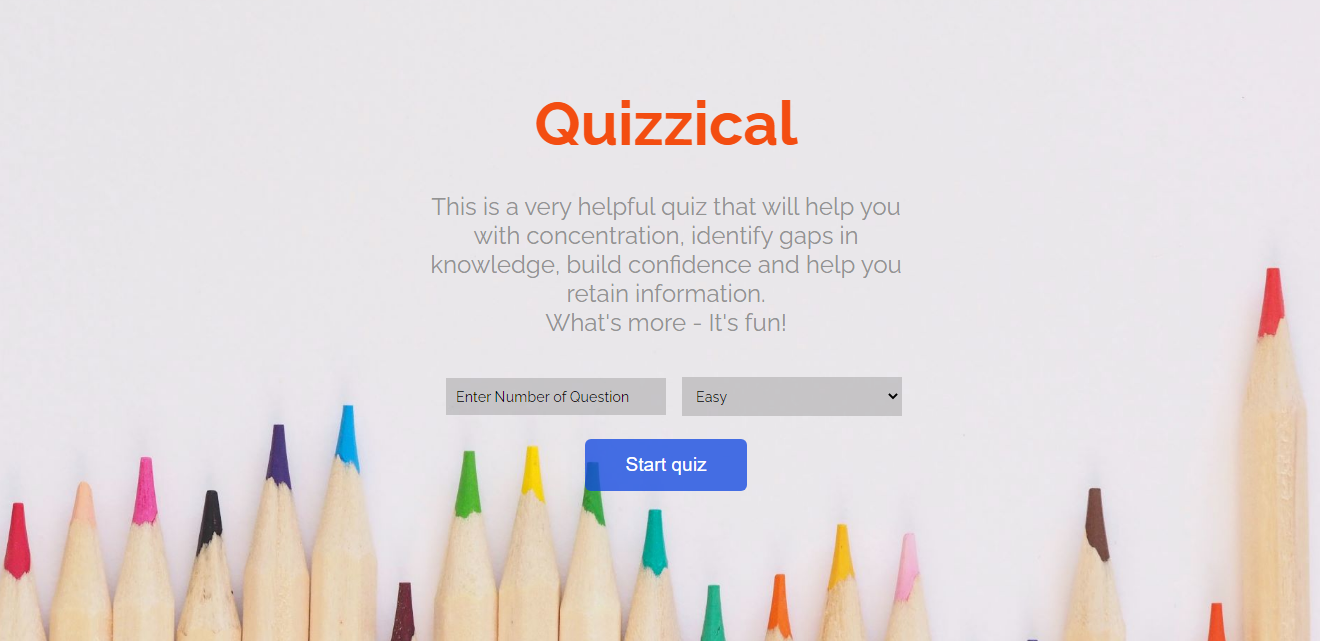 Quizzical
This is a very helpful quiz that will help you
with concentration, identify gaps in
knowledge, build confidence and help you
retain information.
What's more - It's fun!
Enter Number of Question
Easy
Start quiz